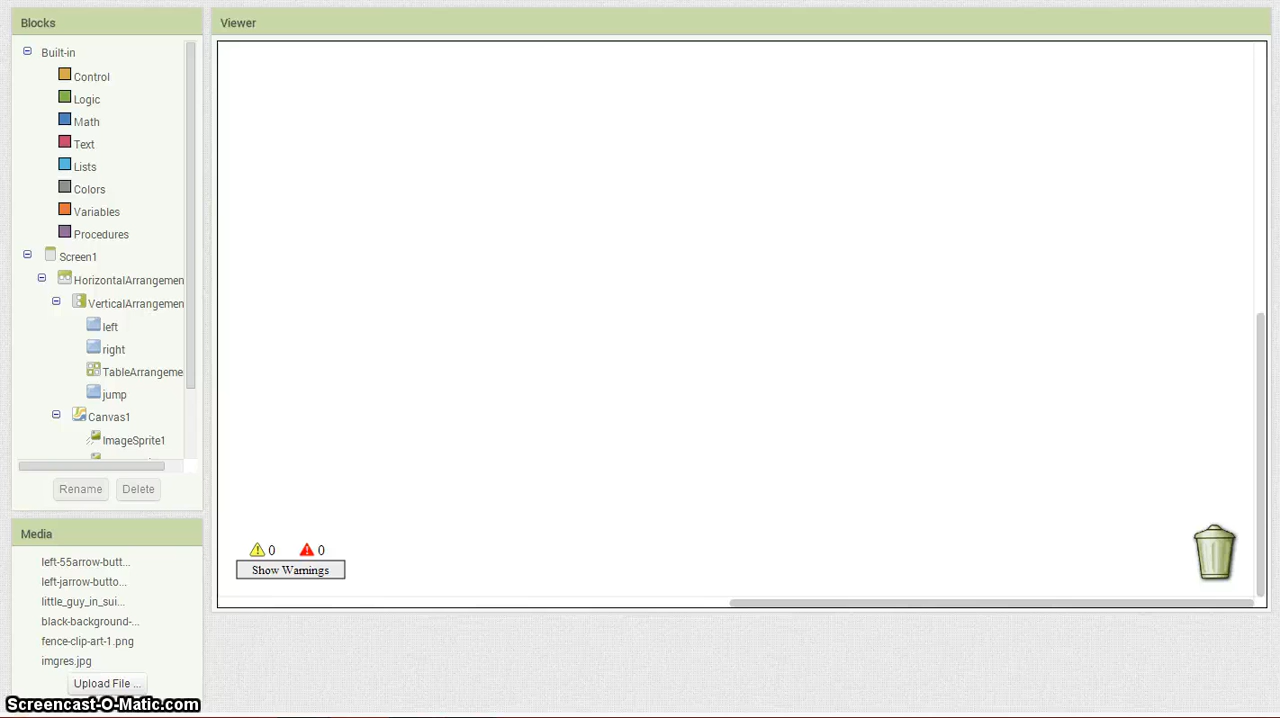 Blocks
Viewer
Built-in
Control
Logic
Math
Text
Lists
Colors
Variables
Procedures
Screen1
HorizontalArrangemen
VerticalArrangemen
left
right
TableArrangeme
jump
Canvas1
ImageSprite1
Rename Delete
Media
left-55arrow-butt...
left-jarrow-butto...
little_guy_in_sui...
black-background-...
fence-clip-art-1.png
imgres.jpg
Upload File ...
0 0
Show Warnings
Screencast-O-Matic.com